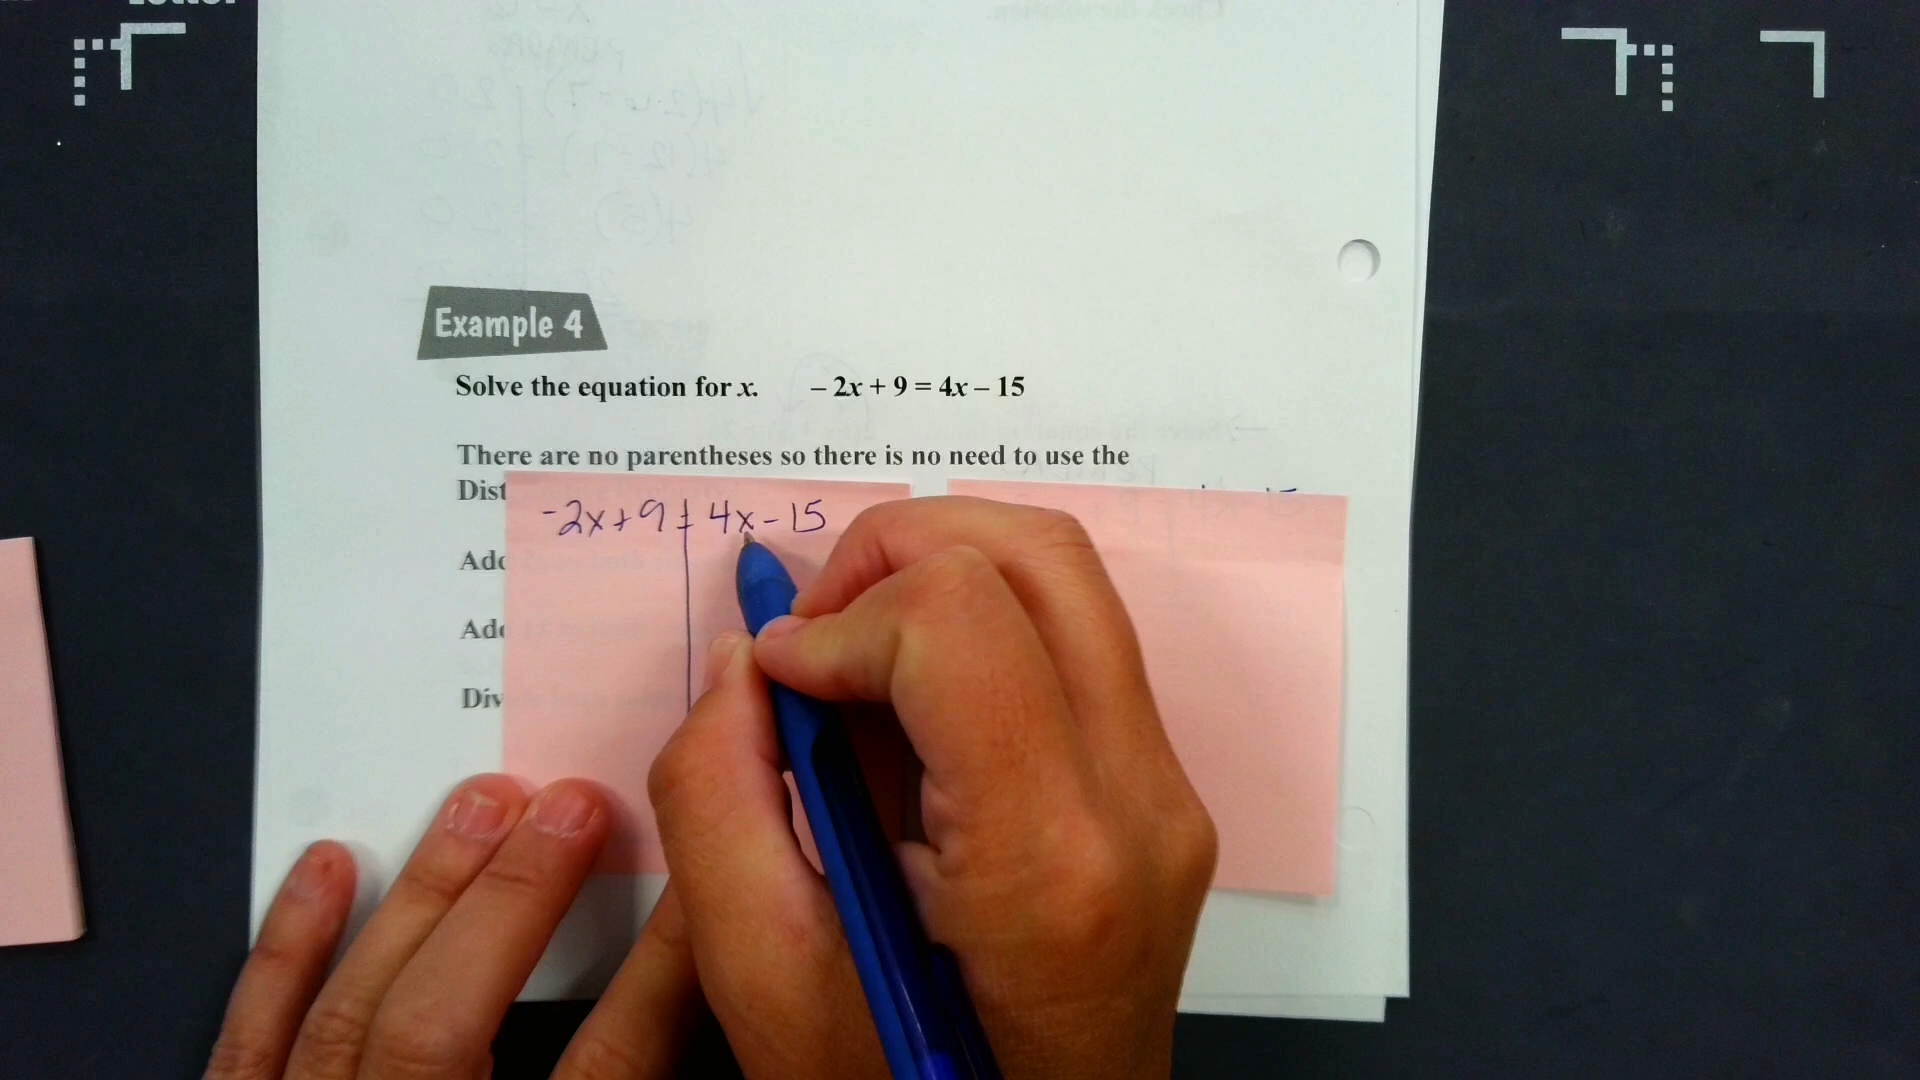 Letter
Example 4
Solve the equation for x. – 2x + 9 = 4x – 15
There are no parentheses so there is no need to use the
Dist
-2x+9 = 4x-15
Add
Add
Div